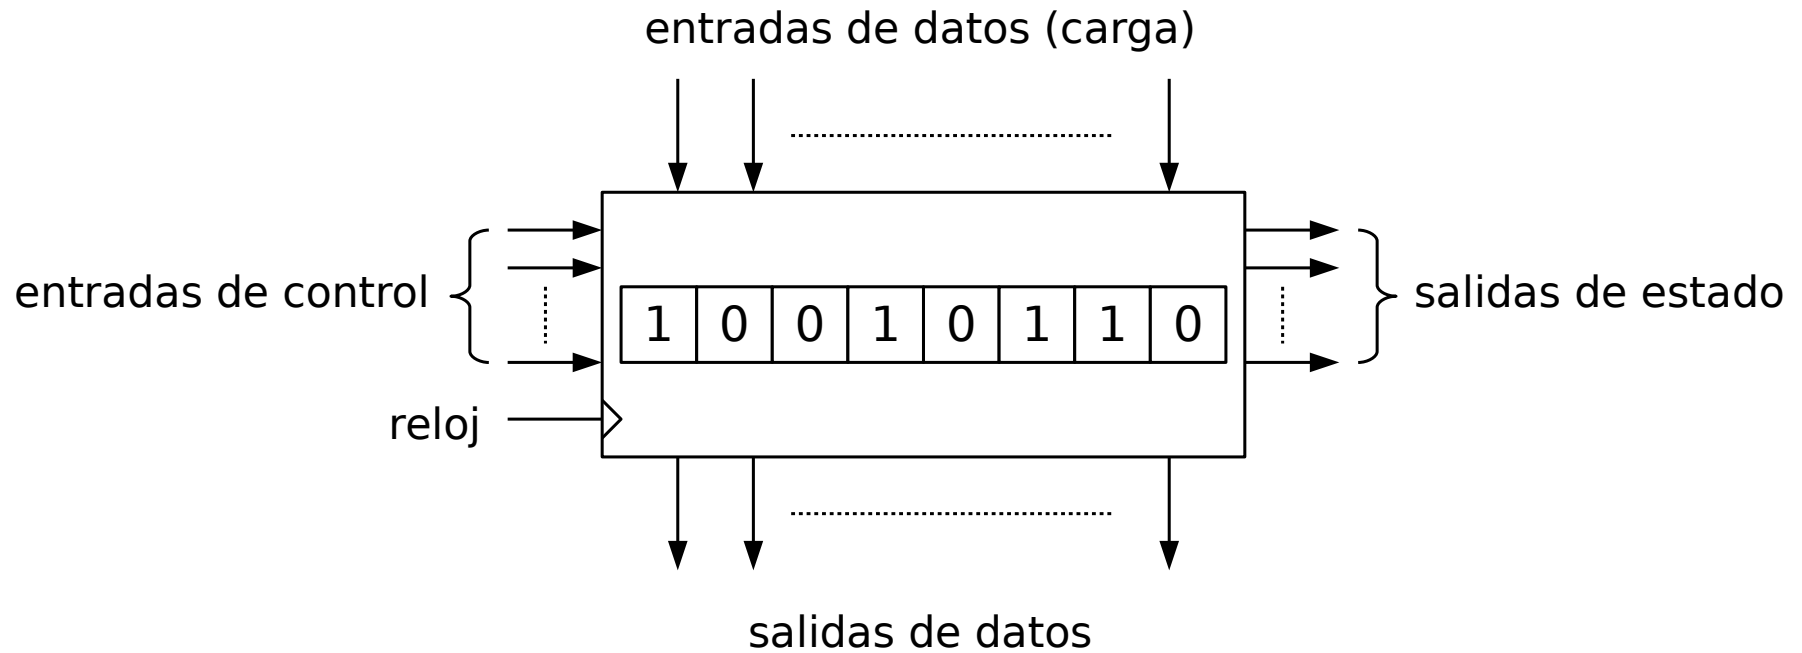 entradas de datos (carga)
entradas de control
1 0 0 1 0 1 1 0
salidas de estado
reloj
salidas de datos